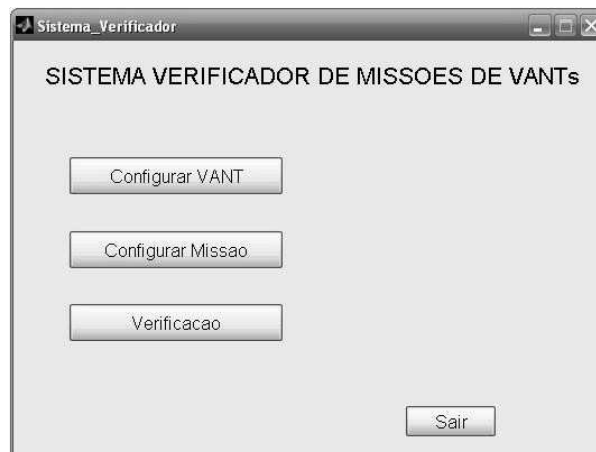 Sistema_Verificador
SISTEMA VERIFICADOR DE MISSOES DE VANTs
Configurar VANT
Configurar Missao
Verificacao
Sair